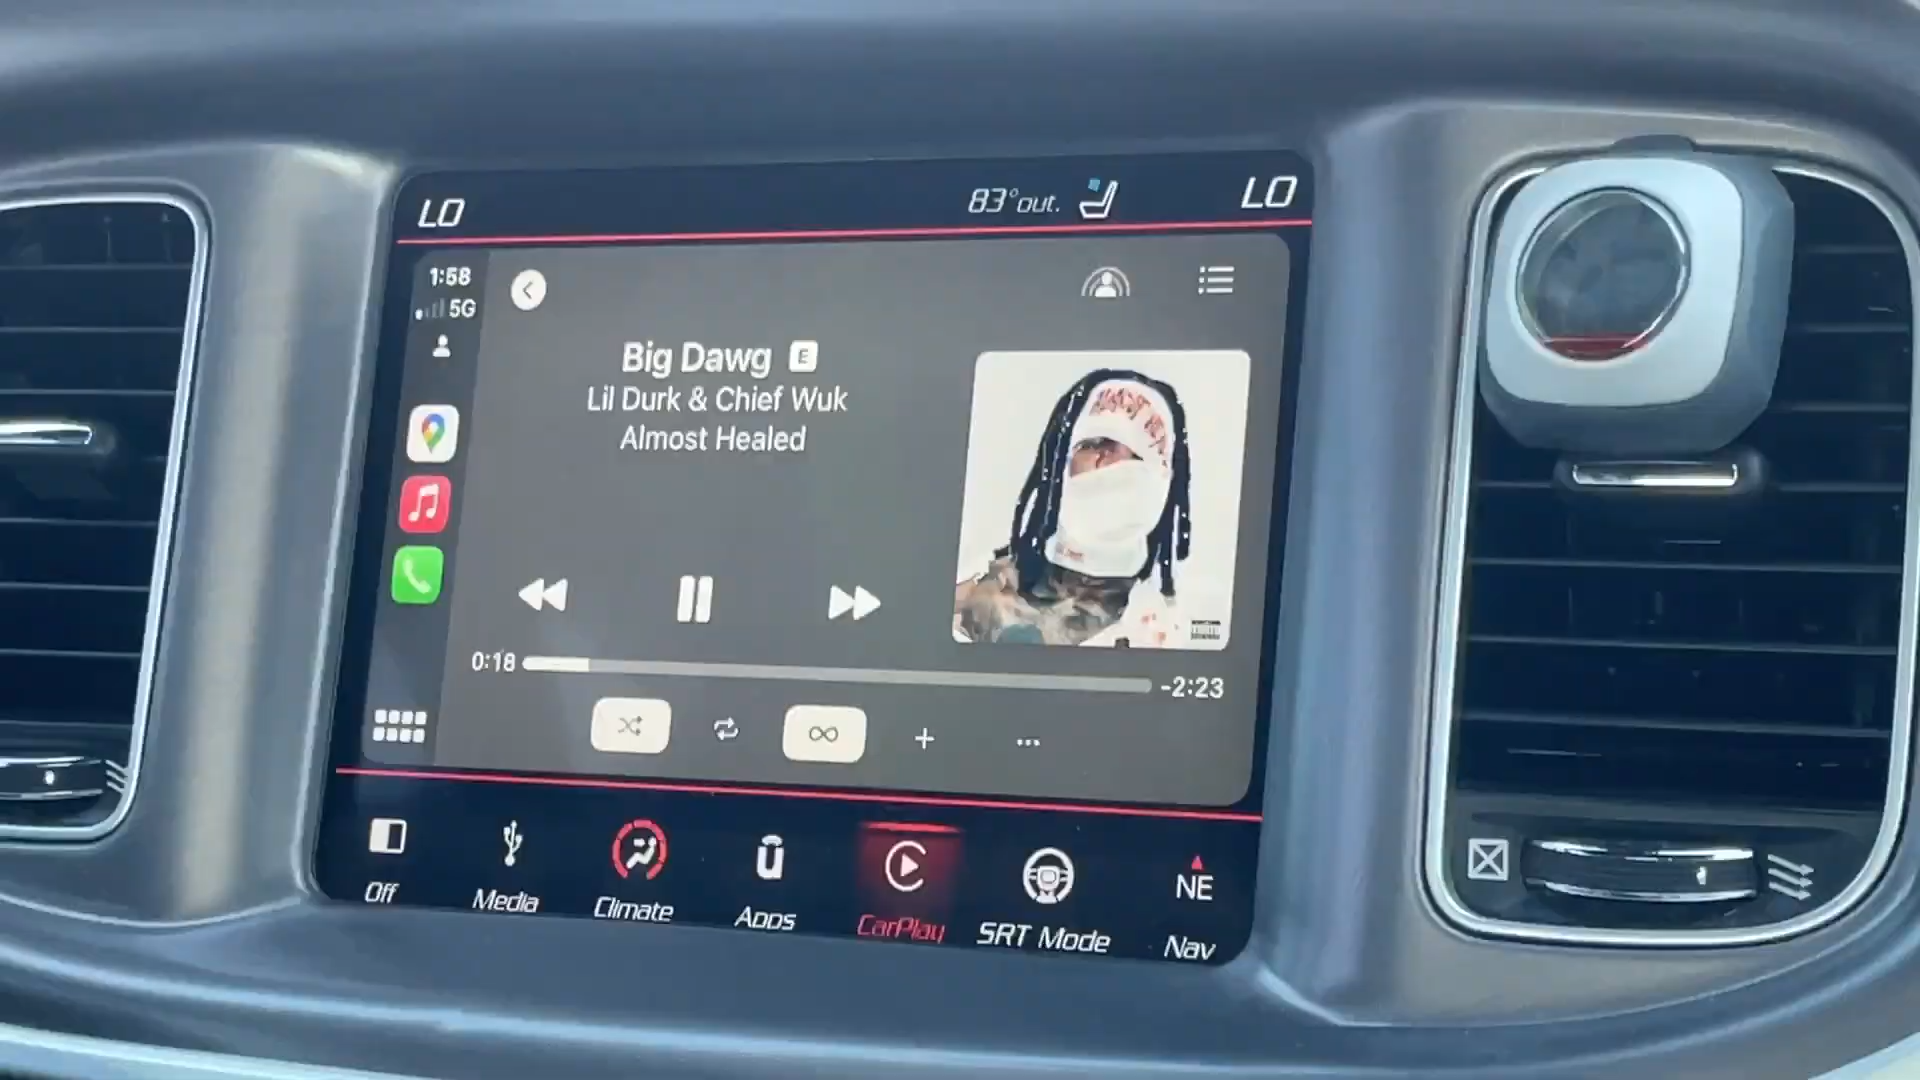 LO
83°out.
LO
1:58
5G
Big Dawg E
Lil Durk & Chief Wuk
Almost Healed
0:18
-2:23
Off
Media
Climate
Apps
CarPlay
SRT Mode
NE
Nav